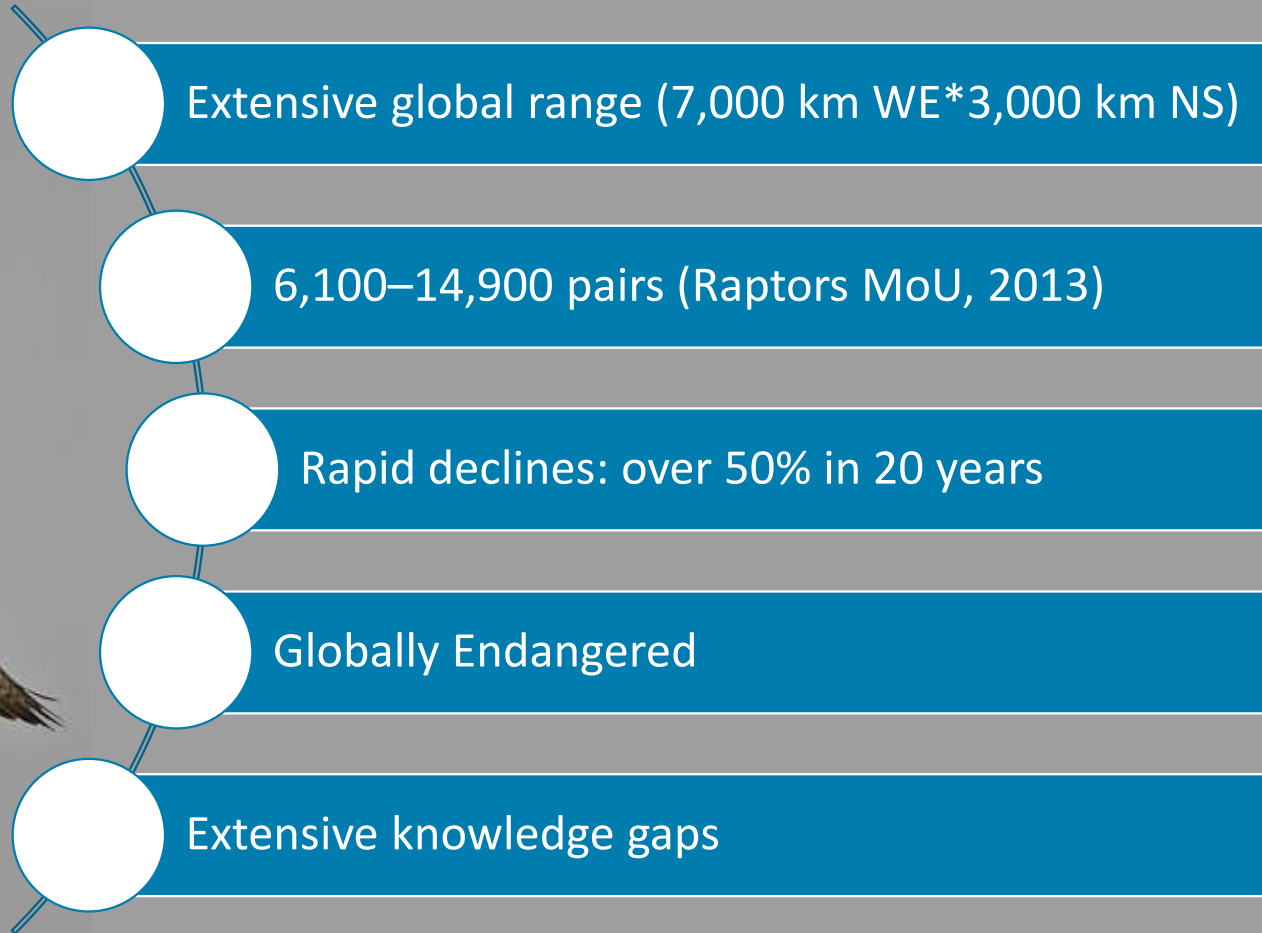 Extensive global range (7,000 km WE*3,000 km NS)
6,100–14,900 pairs (Raptors MoU, 2013)
Rapid declines: over 50% in 20 years
Globally Endangered
Extensive knowledge gaps